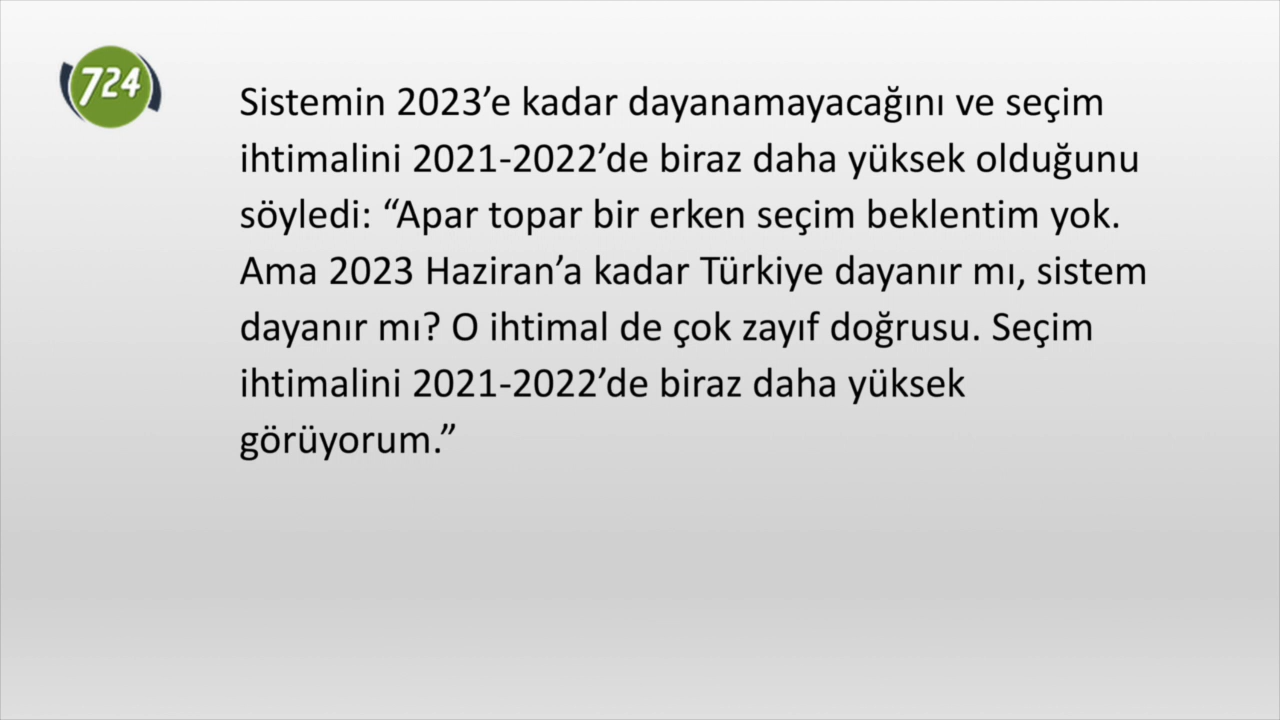 724
Sistemin 2023’e kadar dayanamayacağını ve seçim
ihtimalini 2021-2022’de biraz daha yüksek olduğunu
söyledi: “Apar topar bir erken seçim beklentim yok.
Ama 2023 Haziran’a kadar Türkiye dayanır mı, sistem
dayanır mı? O ihtimal de çok zayıf doğrusu. Seçim
ihtimalini 2021-2022’de biraz daha yüksek
görüyorum.”